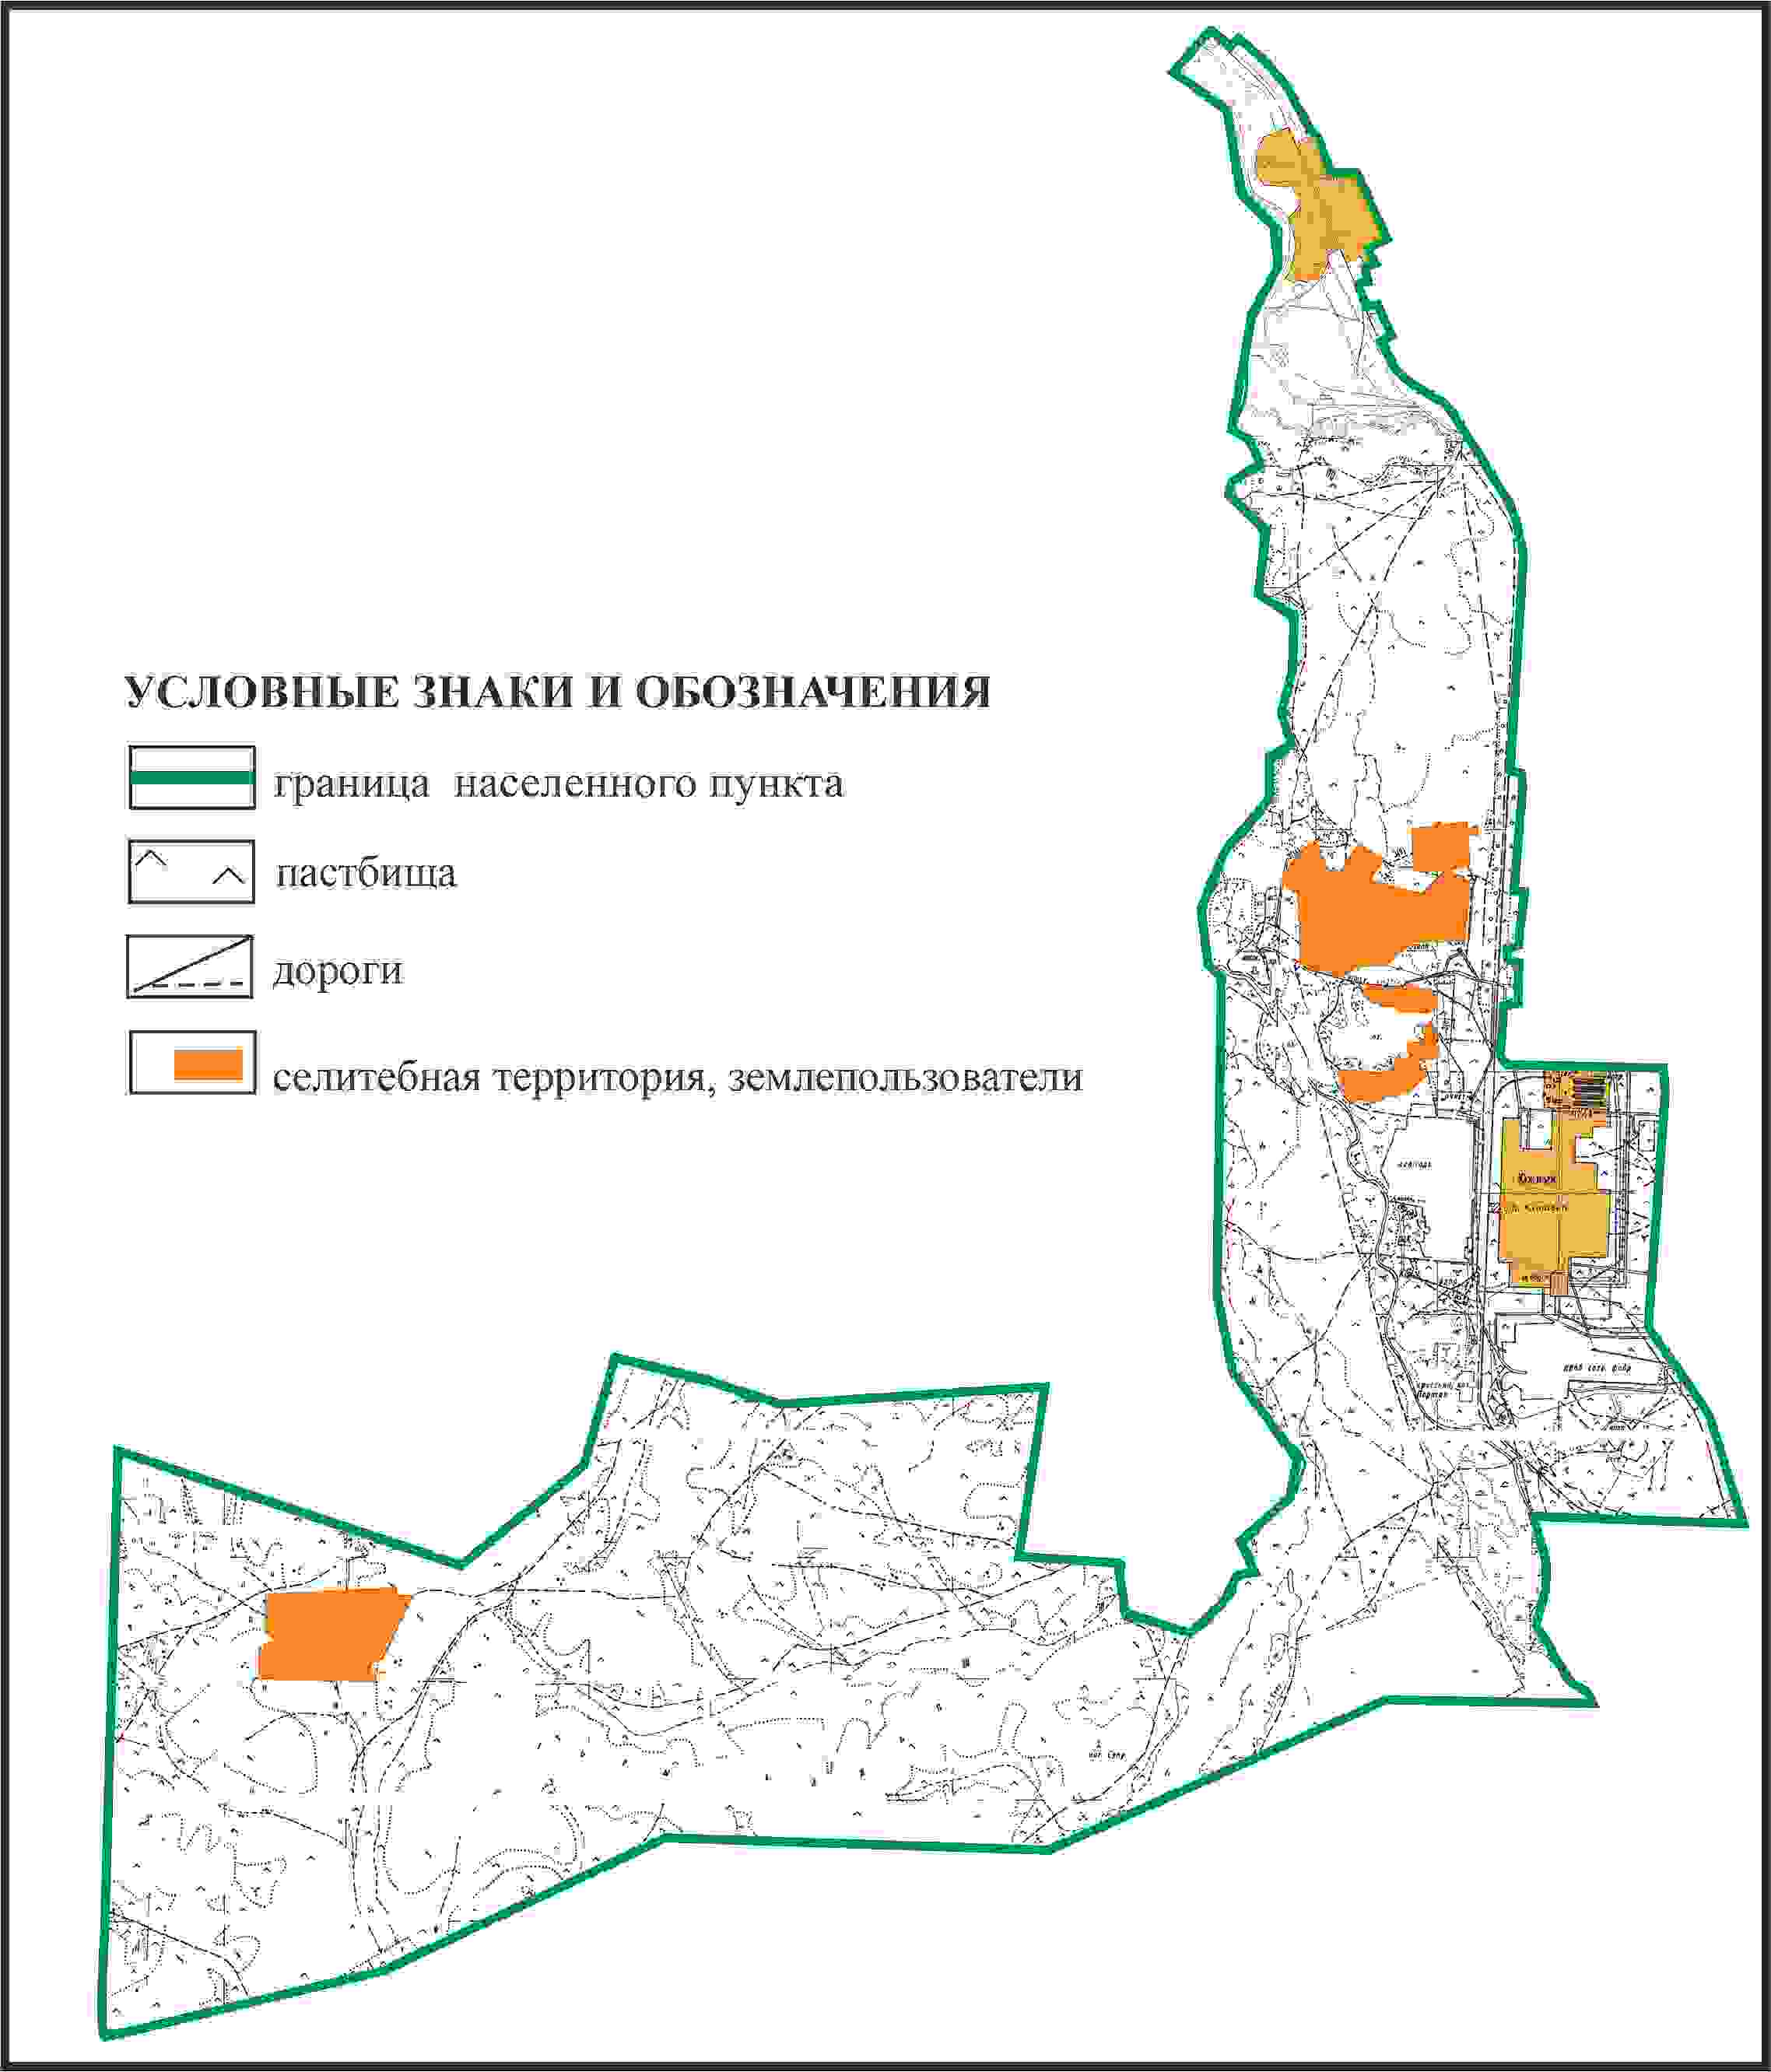 УСЛОВНЫЕ ЗНАКИ И ОБОЗНАЧЕНИЯ
граница населенного пункта
пастбища
дороги
селитебная территория, землепользователи